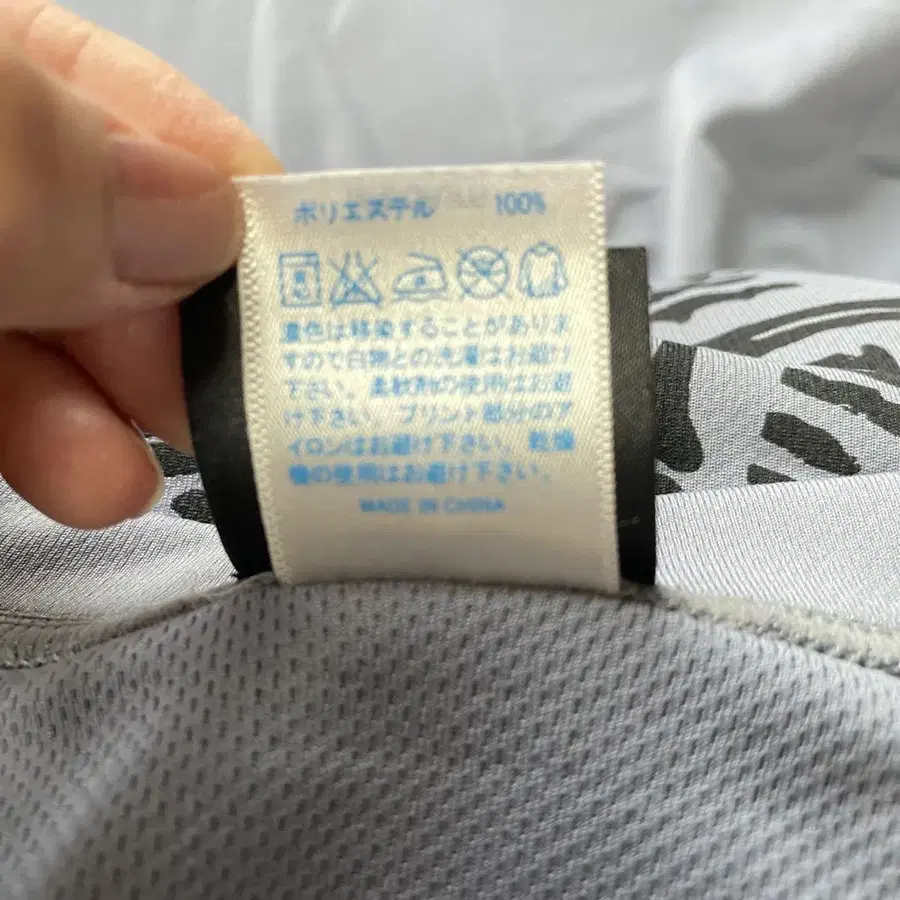 ポリエステル 100%
濃色は移染することがありま
すので白物との洗濯はお避け
下さい。柔軟剤の使用はお避
け下さい。プリント部分のア
イロンはお避け下さい。乾燥
機の使用はお避け下さい。
MADE IN CHINA